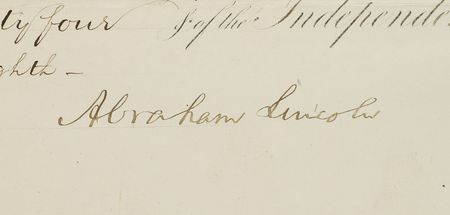 ty four & of the Independen
ghth —
Abraham Lincoln